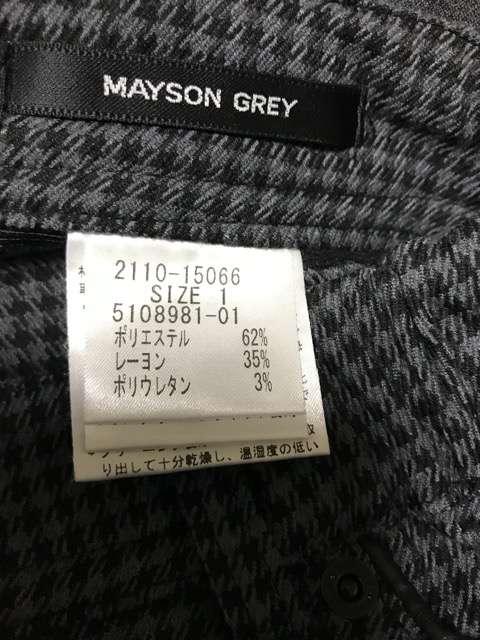 MAYSON GREY
2110-15066
SIZE 1
5108981-01
ポリエステル 62%
レーヨン 35%
ポリウレタン 3%
り出して十分乾燥し、温湿度の低い